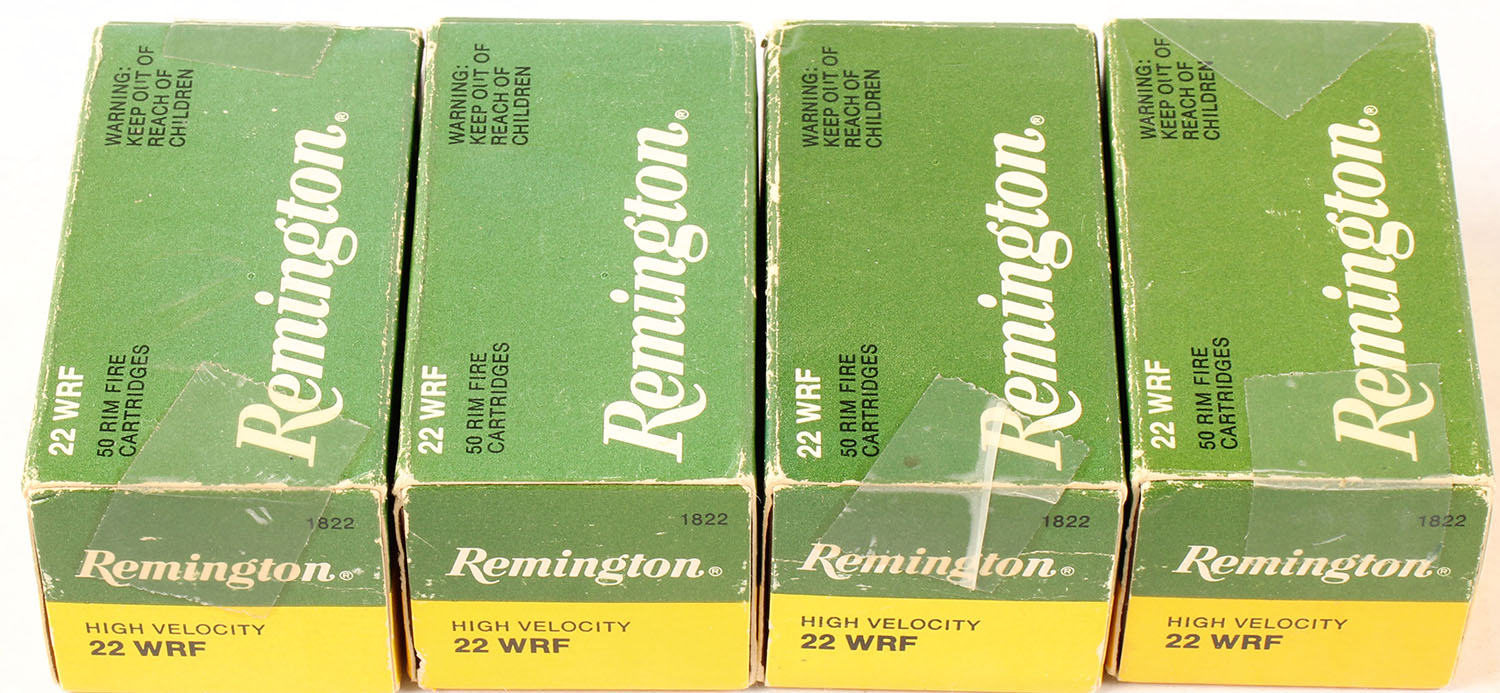 WARNING:
KEEP OUT OF
REACH OF
CHILDREN
Remington®
22 WRF
50 RIM FIRE
CARTRIDGES
1822
Remington®
HIGH VELOCITY
22 WRF
WARNING:
KEEP OUT OF
REACH OF
CHILDREN
Remington®
22 WRF
50 RIM FIRE
CARTRIDGES
1822
Remington®
HIGH VELOCITY
22 WRF
WARNING:
KEEP OUT OF
REACH OF
CHILDREN
Remington®
22 WRF
50 RIM FIRE
CARTRIDGES
1822
Remington®
HIGH VELOCITY
22 WRF
WARNING:
KEEP OUT OF
REACH OF
CHILDREN
Remington®
22 WRF
50 RIM FIRE
CARTRIDGES
1822
Remington®
HIGH VELOCITY
22 WRF